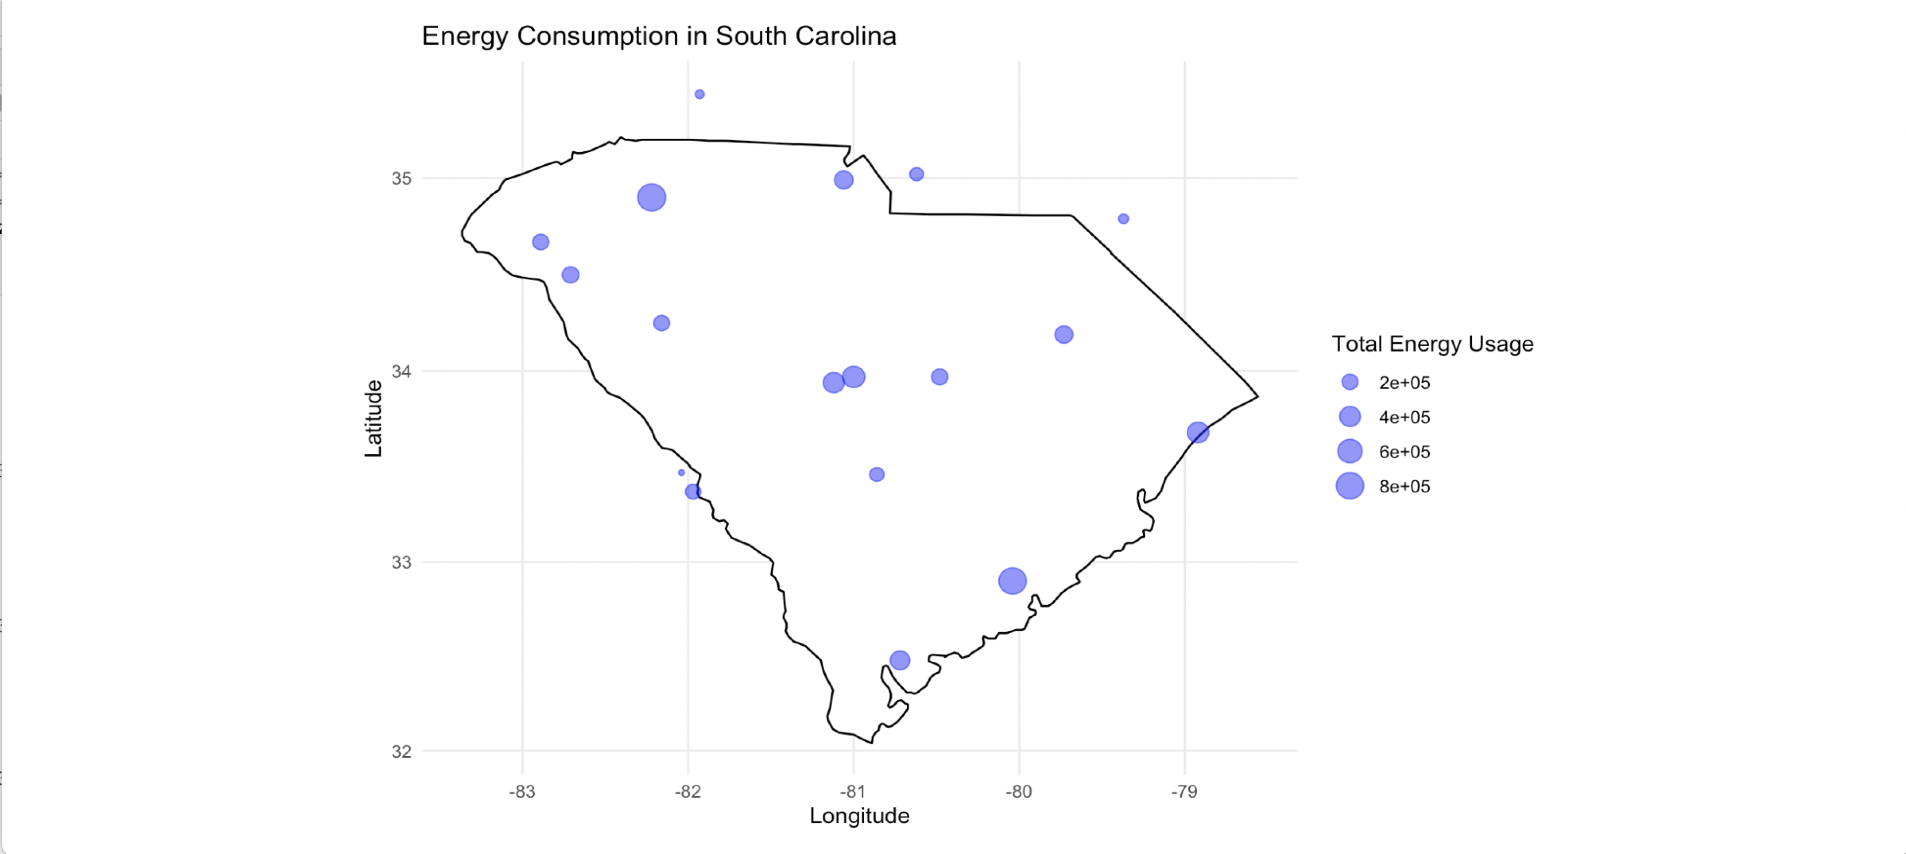 Energy Consumption in South Carolina
35
34
33
32
Latitude
-83
-82
-81
-80
-79
Longitude
Total Energy Usage
2e+05
4e+05
6e+05
8e+05